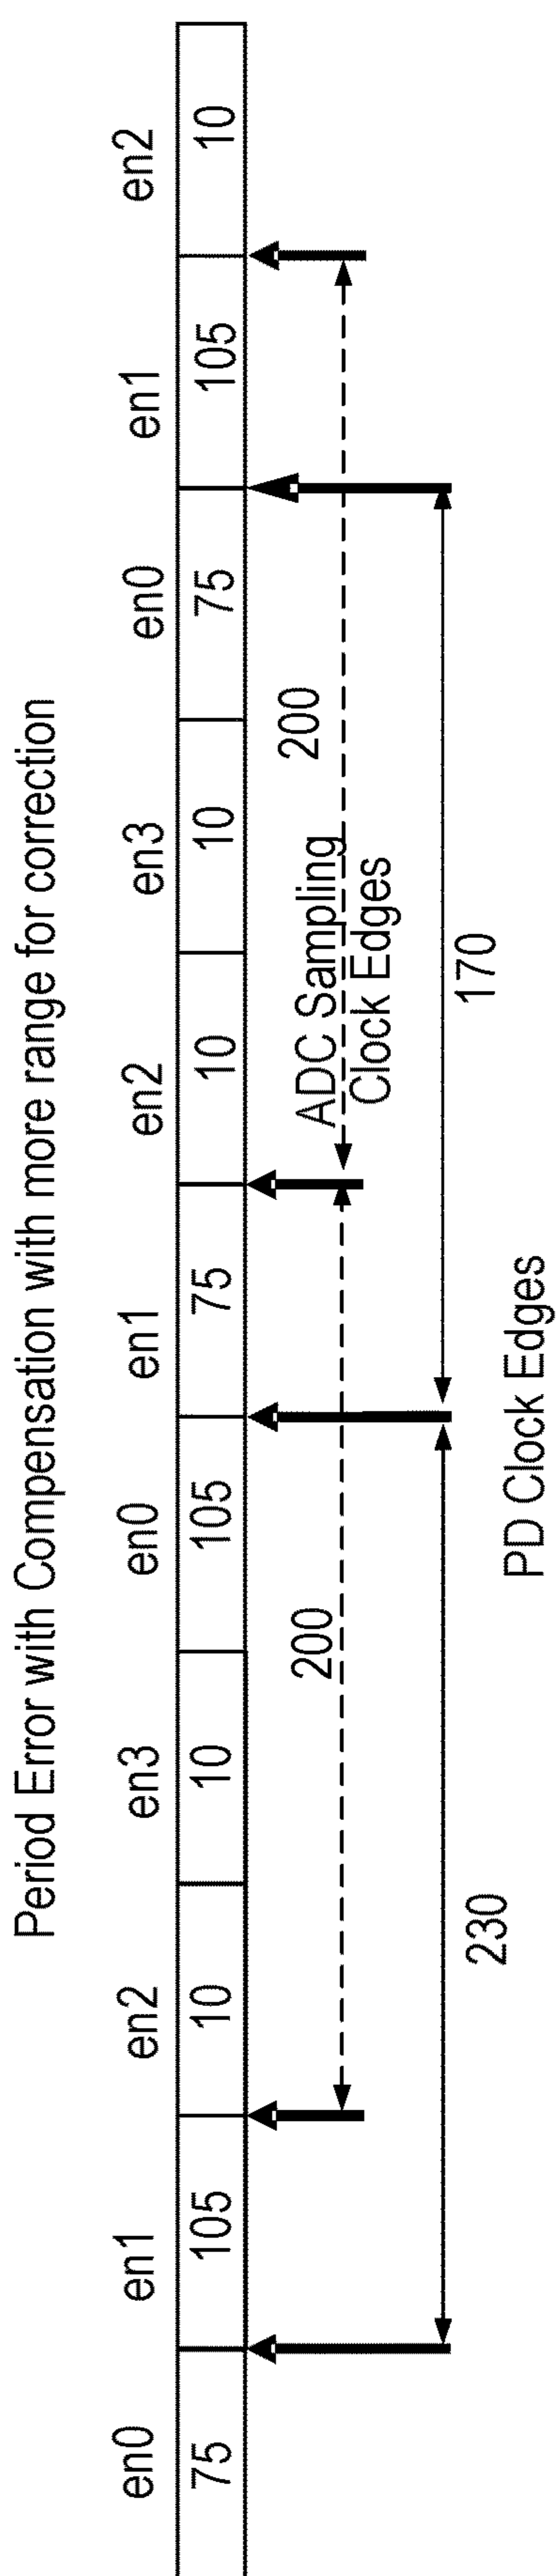 Period Error with Compensation with more range for correction
en0 en1 en2 en3 en0 en1 en2 en3 en0 en1 en2
75 105 10 10 105 75 10 10 75 105 10
200 200
ADC Sampling
Clock Edges
230 170
PD Clock Edges